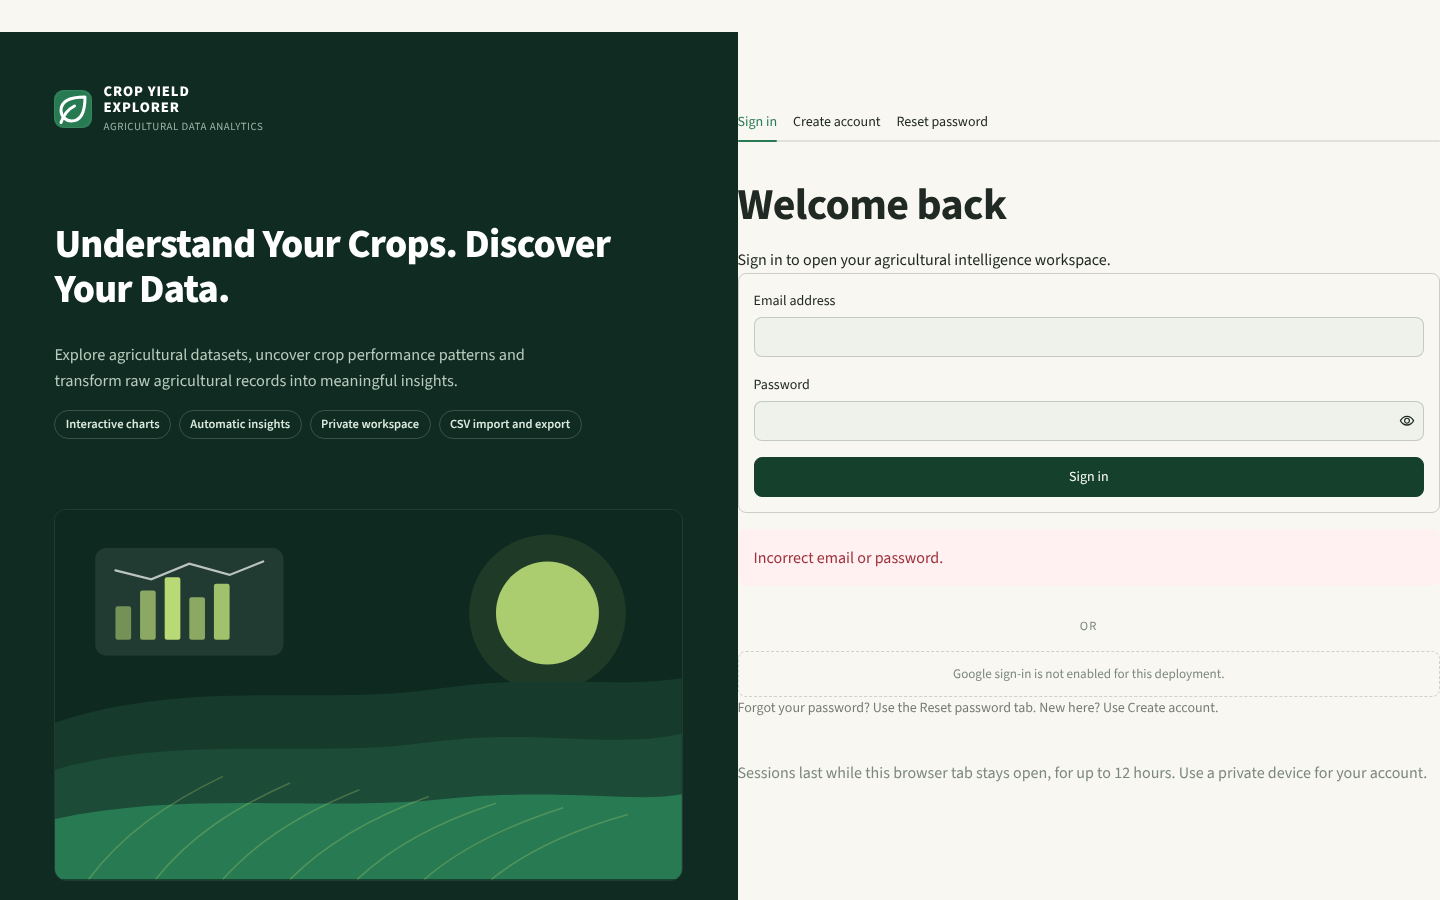 CROP YIELD
EXPLORER
AGRICULTURAL DATA ANALYTICS
Understand Your Crops. Discover
Your Data.
Explore agricultural datasets, uncover crop performance patterns and
transform raw agricultural records into meaningful insights.
Interactive charts
Automatic insights
Private workspace
CSV import and export
Sign in
Create account
Reset password
Welcome back
Sign in to open your agricultural intelligence workspace.
Email address
Password
Sign in
Incorrect email or password.
OR
Google sign-in is not enabled for this deployment.
Forgot your password? Use the Reset password tab. New here? Use Create account.
Sessions last while this browser tab stays open, for up to 12 hours. Use a private device for your account.